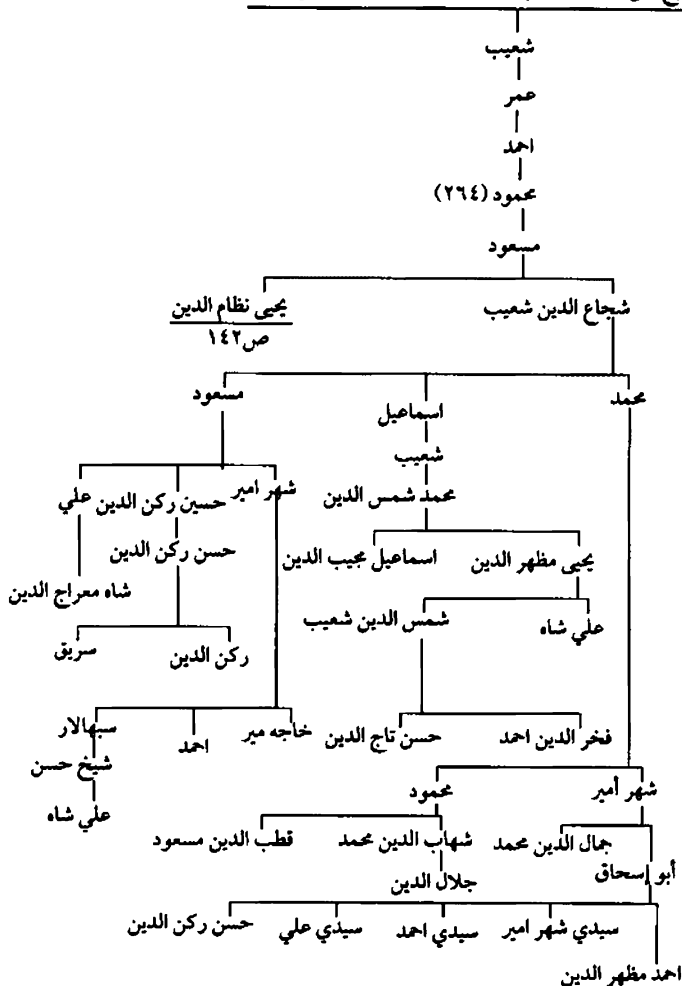 شعيب
عمر
احمد
محمود (٢٦٤)
مسعود
شجاع الدين شعيب
يحيى نظام الدين
ص١٤٢
محمد
اسماعيل
مسعود
شعيب
شهر امير
حسين ركن الدين
علي
محمد شمس الدين
حسن ركن الدين
يحيى مظهر الدين
اسماعيل مجيب الدين
شاه معراج الدين
علي شاه
شمس الدين شعيب
ركن الدين
سريق
فخر الدين احمد
حسن تاج الدين
خاجه مير
احمد
سبهالار
شيخ حسن
علي شاه
شهر أمير
محمود
جمال الدين محمد
شهاب الدين محمد
قطب الدين مسعود
أبو إسحاق
جلال الدين
سيدي شهر امير
سيدي احمد
سيدي علي
حسن ركن الدين
احمد مظهر الدين